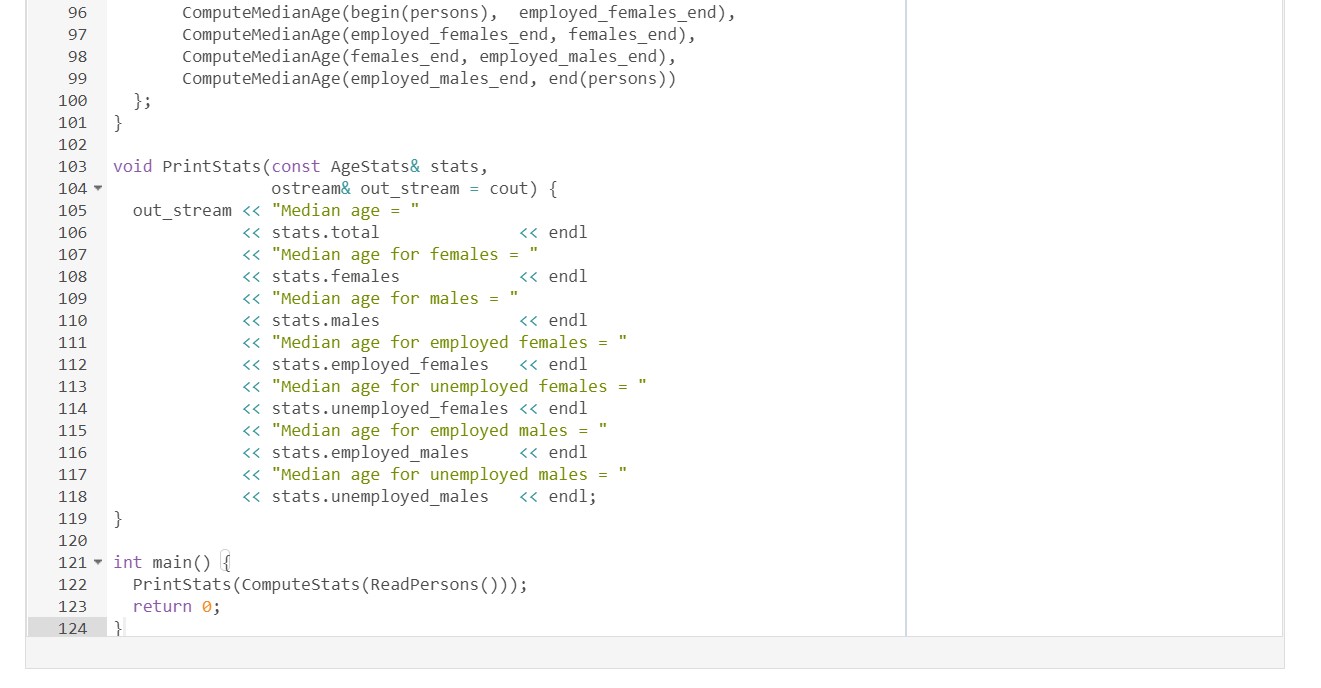 96 ComputeMedianAge(begin(persons),  employed_females_end),
97 ComputeMedianAge(employed_females_end, females_end),
98 ComputeMedianAge(females_end, employed_males_end),
99 ComputeMedianAge(employed_males_end, end(persons))
100 };
101 }
102
103 void PrintStats(const AgeStats& stats,
104 ostream& out_stream = cout) {
105 out_stream << "Median age = "
106 << stats.total << endl
107 << "Median age for females = "
108 << stats.females << endl
109 << "Median age for males = "
110 << stats.males << endl
111 << "Median age for employed females = "
112 << stats.employed_females << endl
113 << "Median age for unemployed females = "
114 << stats.unemployed_females << endl
115 << "Median age for employed males = "
116 << stats.employed_males << endl
117 << "Median age for unemployed males = "
118 << stats.unemployed_males << endl;
119 }
120
121 int main() {
122 PrintStats(ComputeStats(ReadPersons()));
123 return 0;
124 }